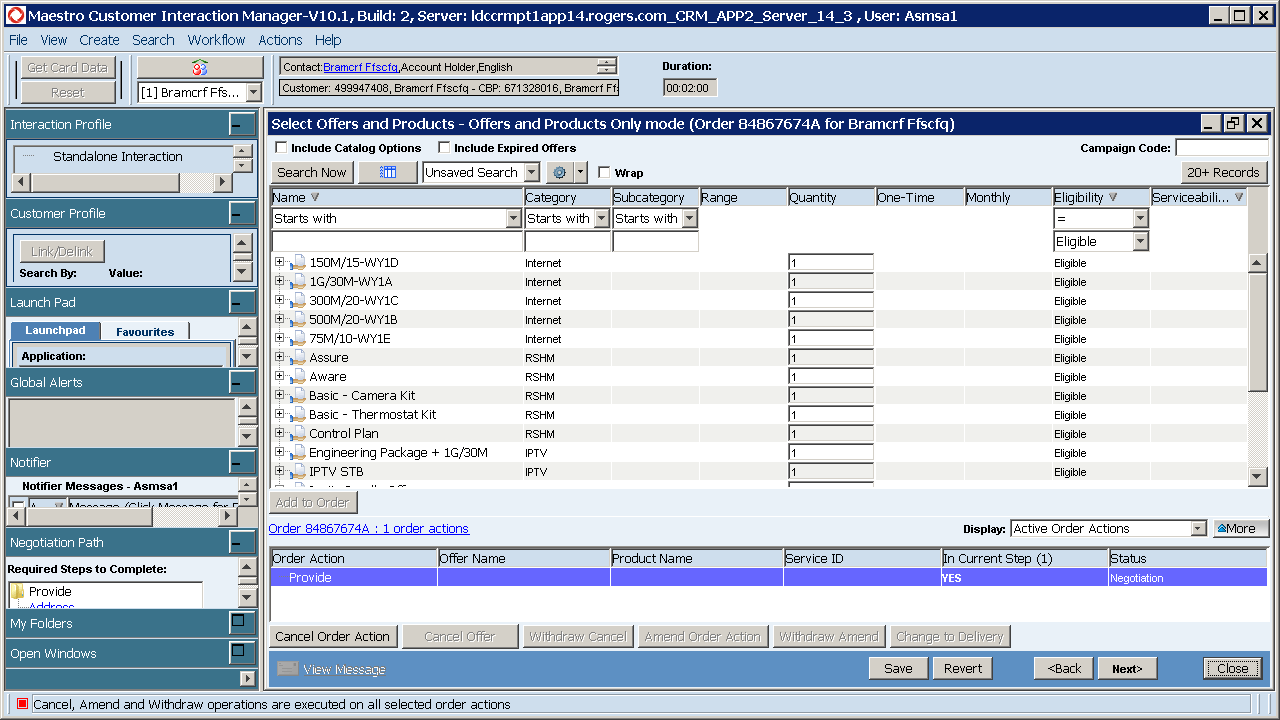 Maestro Customer Interaction Manager-V10.1, Build: 2, Server: ldccrmpt1app14.rogers.com_CRM_APP2_Server_14_3 , User: Asmsa1
File View Create Search Workflow Actions Help
Get Card Data
Reset
[1] Bramcrf Ffs...
Contact:Bramcrf Ffscfq,Account Holder,English
Customer: 499947408, Bramcrf Ffscfq - CBP: 671328016, Bramcrf Ff
Duration:
00:02:00
Interaction Profile
Standalone Interaction
Customer Profile
Link/Delink
Search By: Value:
Launch Pad
Launchpad Favourites
Application:
Global Alerts
Notifier
Notifier Messages - Asmsa1
Negotiation Path
Required Steps to Complete:
Provide
Address
My Folders
Open Windows
Select Offers and Products - Offers and Products Only mode (Order 84867674A for Bramcrf Ffscfq)
Include Catalog Options Include Expired Offers Campaign Code:
Search Now Unsaved Search Wrap 20+ Records
Name Category Subcategory Range Quantity One-Time Monthly Eligibility Serviceabili...
Starts with Starts with Starts with =
Eligible
150M/15-WY1D Internet 1 Eligible
1G/30M-WY1A Internet 1 Eligible
300M/20-WY1C Internet 1 Eligible
500M/20-WY1B Internet 1 Eligible
75M/10-WY1E Internet 1 Eligible
Assure RSHM 1 Eligible
Aware RSHM 1 Eligible
Basic - Camera Kit RSHM 1 Eligible
Basic - Thermostat Kit RSHM 1 Eligible
Control Plan RSHM 1 Eligible
Engineering Package + 1G/30M IPTV 1 Eligible
IPTV STB IPTV 1 Eligible
Add to Order
Order 84867674A : 1 order actions Display: Active Order Actions More
Order Action Offer Name Product Name Service ID In Current Step (1) Status
Provide YES Negotiation
Cancel Order Action Cancel Offer Withdraw Cancel Amend Order Action Withdraw Amend Change to Delivery
View Message Save Revert <Back Next> Close
Cancel, Amend and Withdraw operations are executed on all selected order actions